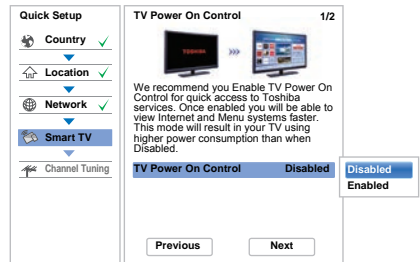 Quick Setup
Country
Location
Network
Smart TV
Channel Tuning
TV Power On Control 1/2
TOSHIBA
We recommend you Enable TV Power On
Control for quick access to Toshiba
services. Once enabled you will be able to
view Internet and Menu systems faster.
This mode will result in your TV using
higher power consumption than when
Disabled.
TV Power On Control Disabled
Disabled
Enabled
Previous Next